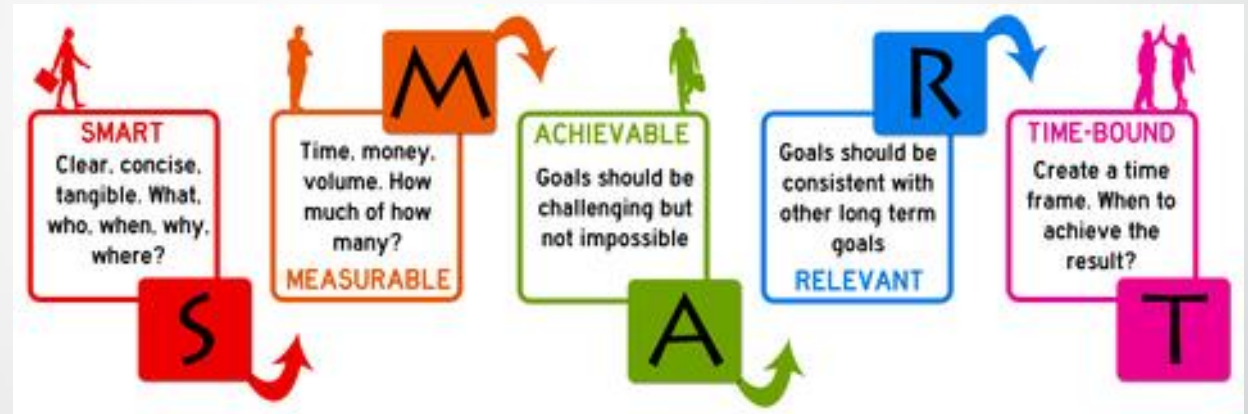 SMART
Clear, concise,
tangible. What,
who, when, why,
where?
S
M
Time, money,
volume. How
much of how
many?
MEASURABLE
ACHIEVABLE
Goals should be
challenging but
not impossible
A
R
Goals should be
consistent with
other long term
goals
RELEVANT
TIME-BOUND
Create a time
frame. When to
achieve the
result?
T